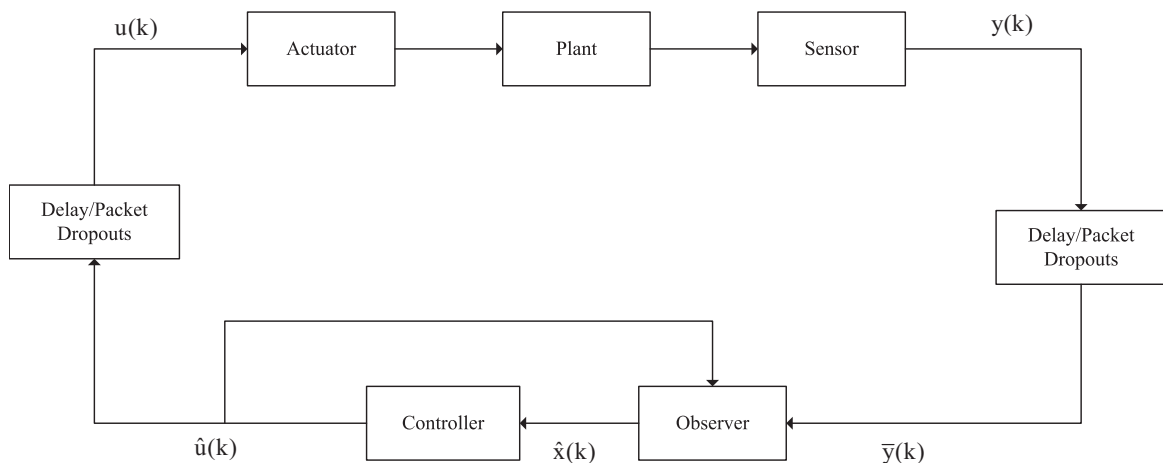 u(k)
Actuator
Plant
Sensor
y(k)
Delay/Packet
Dropouts
Delay/Packet
Dropouts
Controller
Observer
û(k)
x̂(k)
y̅(k)